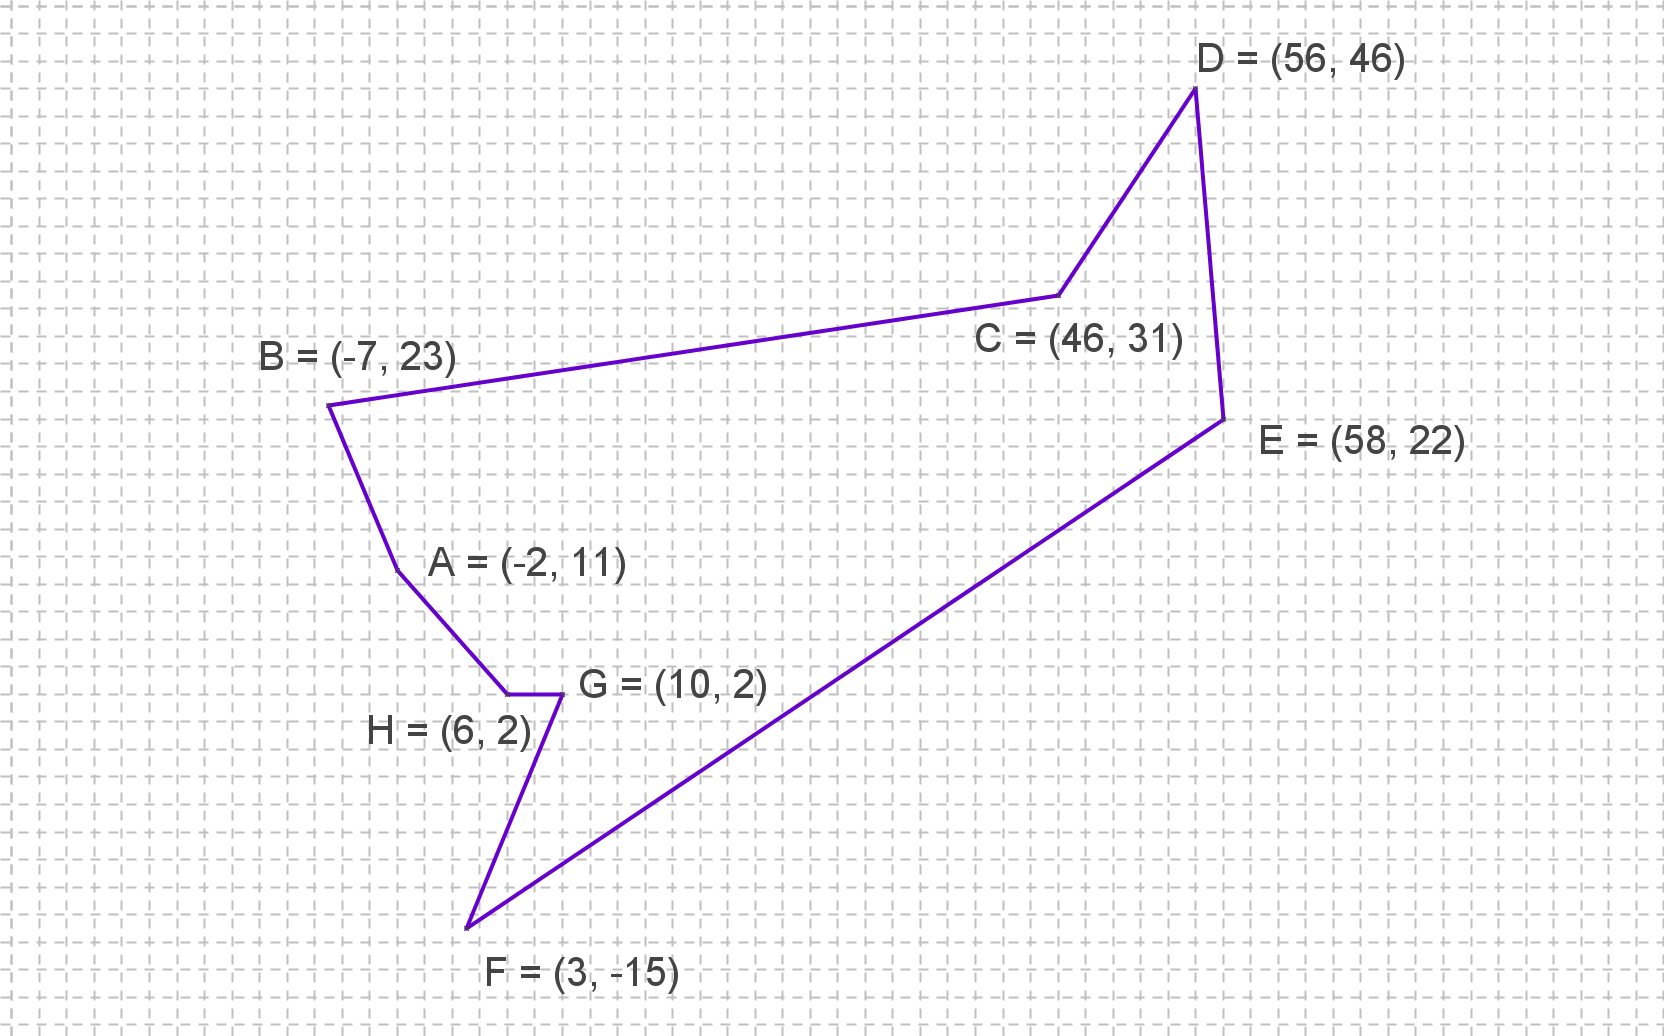 D = (56, 46)
C = (46, 31)
B = (-7, 23)
E = (58, 22)
A = (-2, 11)
G = (10, 2)
H = (6, 2)
F = (3, -15)